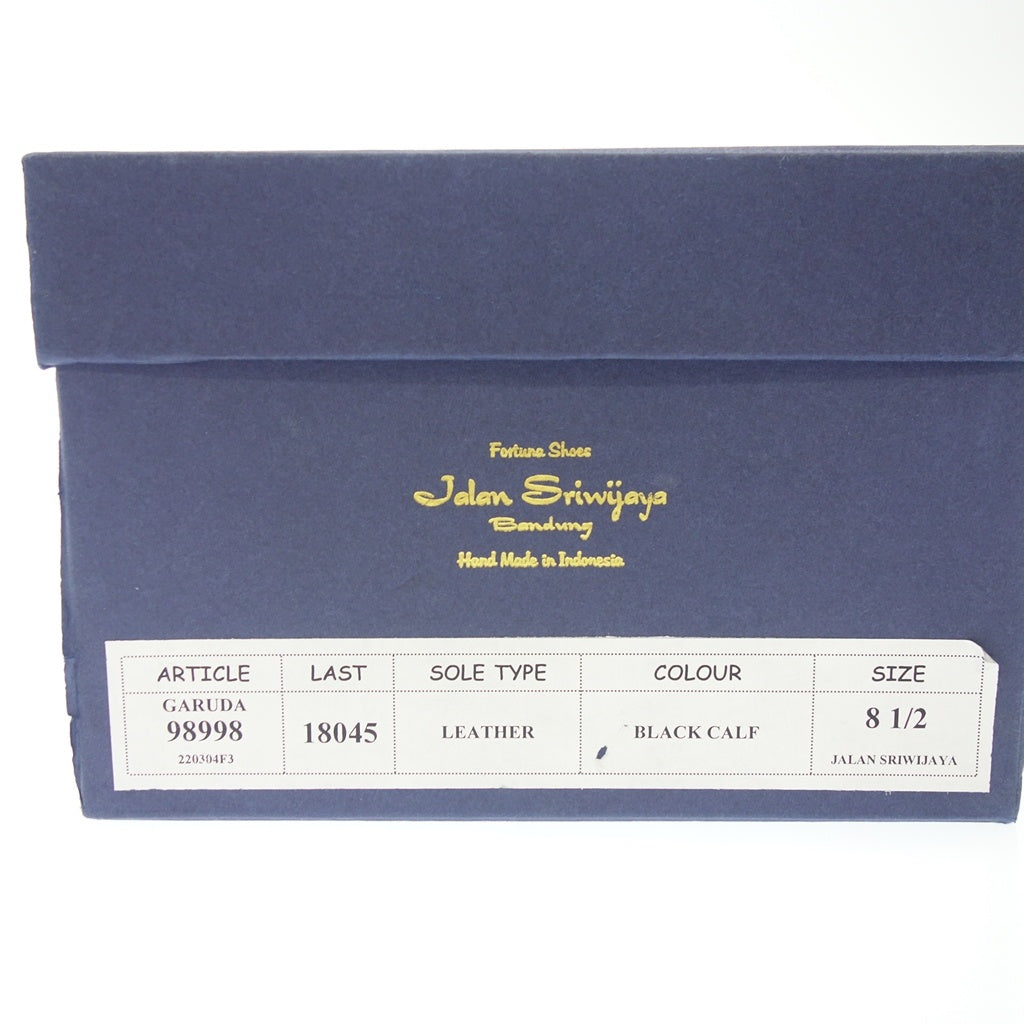 Fortuna Shoes
Jalan Sriwijaya
Bandung
Hand Made in Indonesia
ARTICLE LAST SOLE TYPE COLOUR SIZE
GARUDA
98998 18045 LEATHER BLACK CALF 8 1/2
220304F3 JALAN SRIWIJAYA